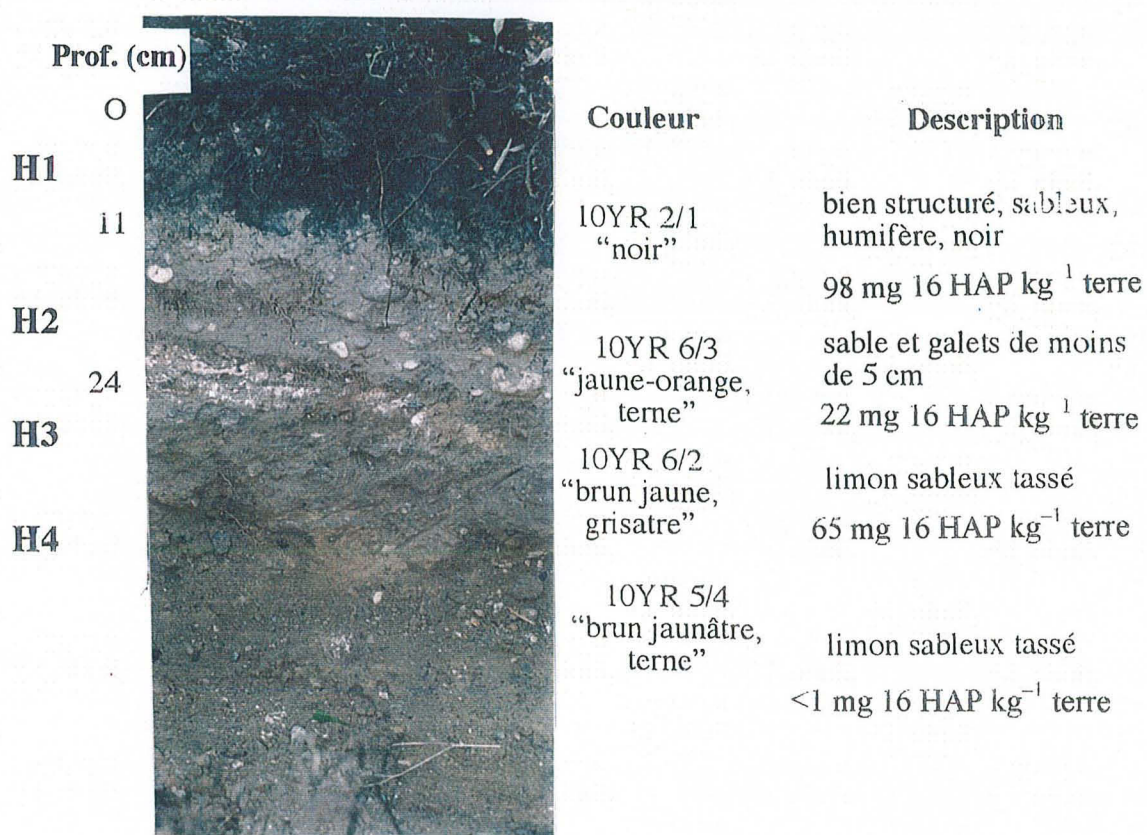 Prof. (cm)
O
H1
11
H2
24
H3
H4
Couleur
10YR 2/1
“noir”
10YR 6/3
“jaune-orange,
terne”
10YR 6/2
“brun jaune,
grisatre”
10YR 5/4
“brun jaunâtre,
terne”
Description
bien structuré, sableux,
humifère, noir
98 mg 16 HAP kg ¹ terre
sable et galets de moins
de 5 cm
22 mg 16 HAP kg ¹ terre
limon sableux tassé
65 mg 16 HAP kg⁻¹ terre
limon sableux tassé
<1 mg 16 HAP kg⁻¹ terre